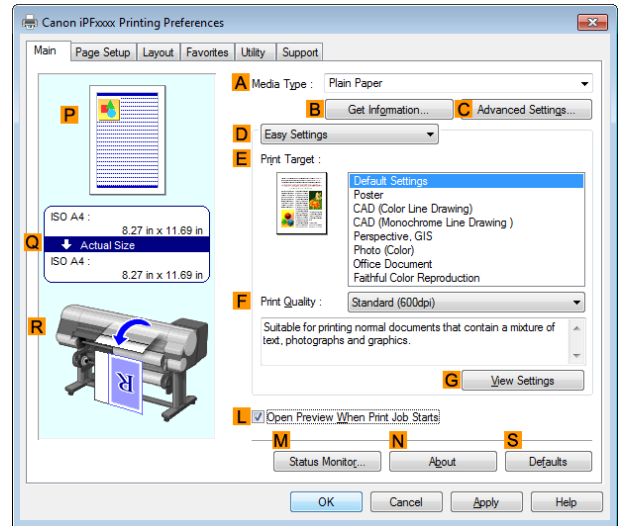 Canon iPFxxxx Printing Preferences
Main Page Setup Layout Favorites Utility Support
P
A Media Type : Plain Paper
B Get Information... C Advanced Settings...
D Easy Settings
E Print Target :
Default Settings
Poster
CAD (Color Line Drawing)
CAD (Monochrome Line Drawing )
Perspective, GIS
Photo (Color)
Office Document
Faithful Color Reproduction
ISO A4 :
8.27 in x 11.69 in
Q Actual Size
ISO A4 :
8.27 in x 11.69 in
F Print Quality : Standard (600dpi)
Suitable for printing normal documents that contain a mixture of
text, photographs and graphics.
R
R
G View Settings
L Open Preview When Print Job Starts
M N S
Status Monitor... About Defaults
OK Cancel Apply Help